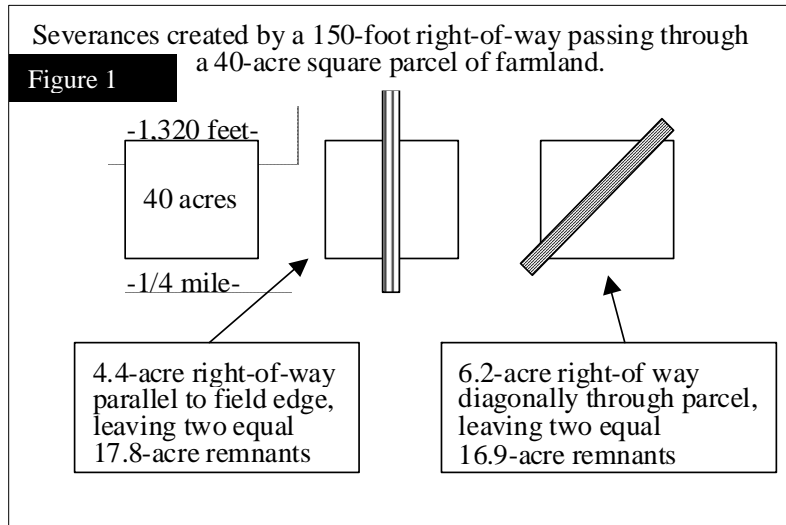 Severances created by a 150-foot right-of-way passing through
a 40-acre square parcel of farmland.
Figure 1
-1,320 feet-
40 acres
-1/4 mile-
4.4-acre right-of-way
parallel to field edge,
leaving two equal
17.8-acre remnants
6.2-acre right-of way
diagonally through parcel,
leaving two equal
16.9-acre remnants